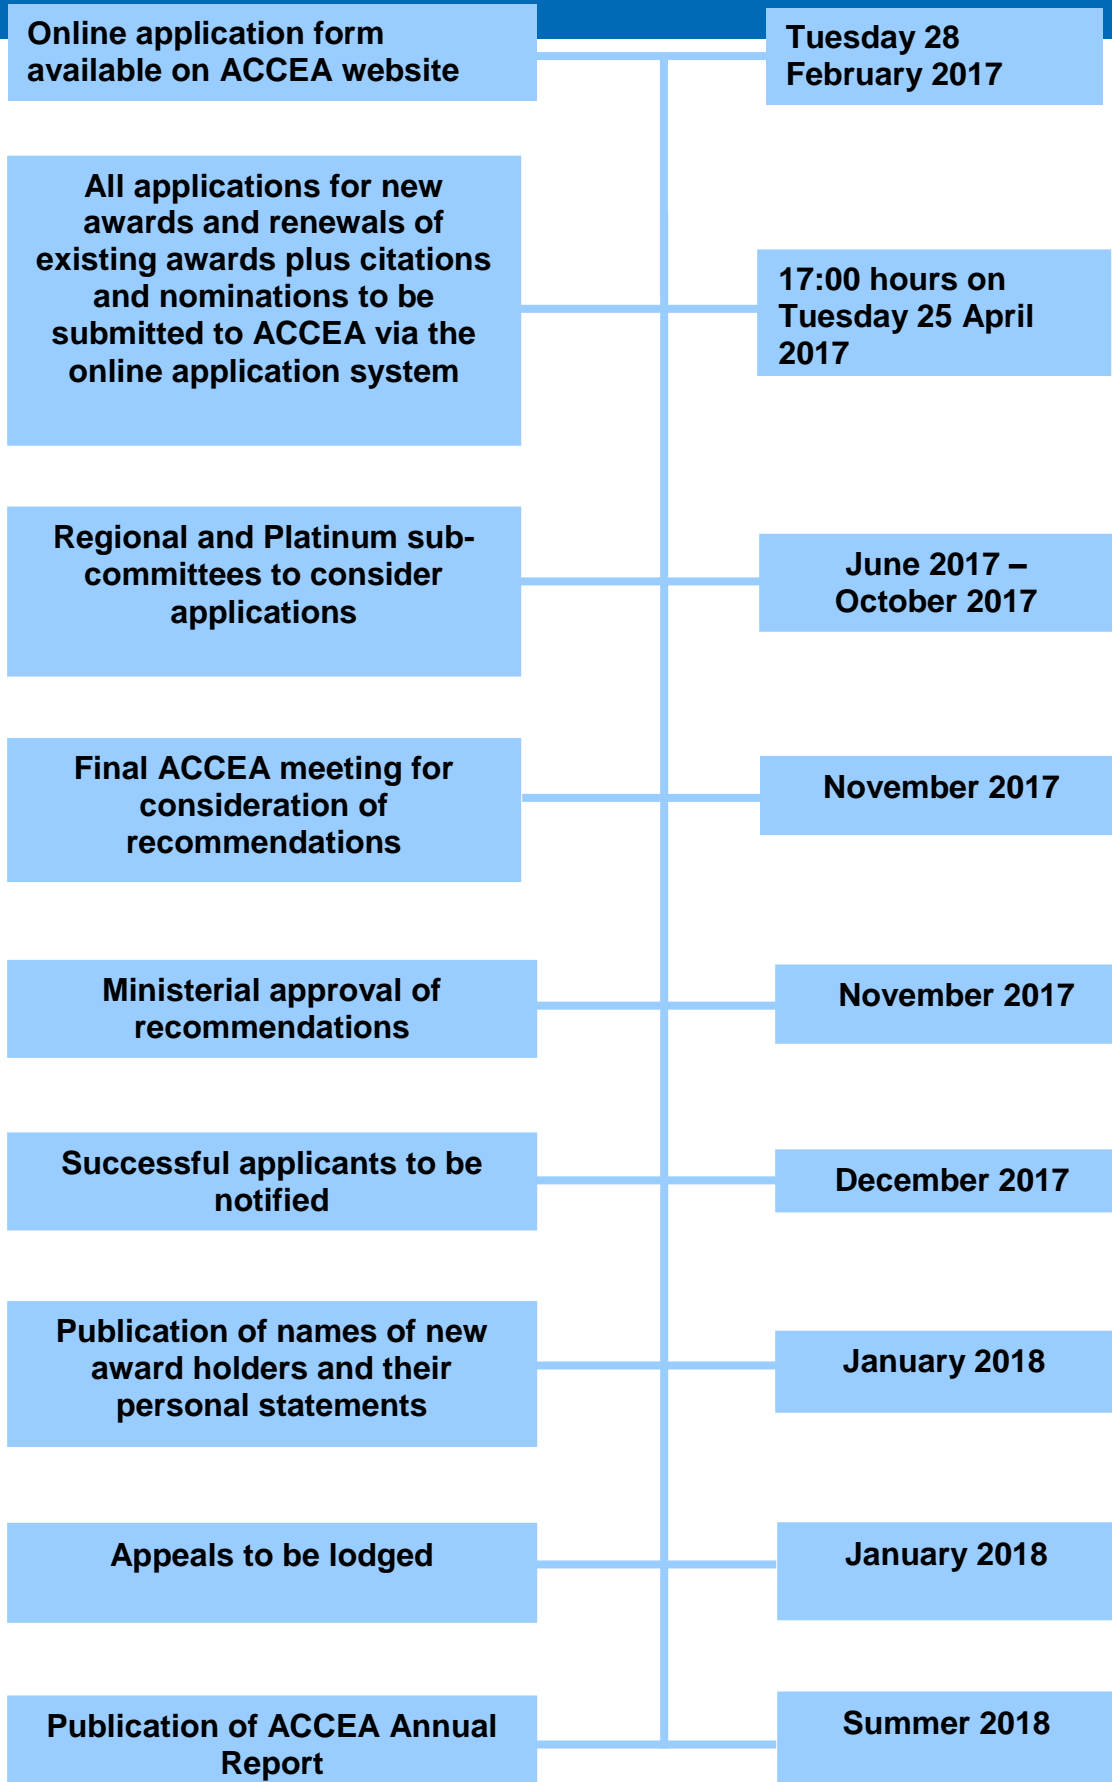 Online application form
available on ACCEA website
Tuesday 28
February 2017
All applications for new
awards and renewals of
existing awards plus citations
and nominations to be
submitted to ACCEA via the
online application system
17:00 hours on
Tuesday 25 April
2017
Regional and Platinum sub-
committees to consider
applications
June 2017 –
October 2017
Final ACCEA meeting for
consideration of
recommendations
November 2017
Ministerial approval of
recommendations
November 2017
Successful applicants to be
notified
December 2017
Publication of names of new
award holders and their
personal statements
January 2018
Appeals to be lodged
January 2018
Publication of ACCEA Annual
Report
Summer 2018